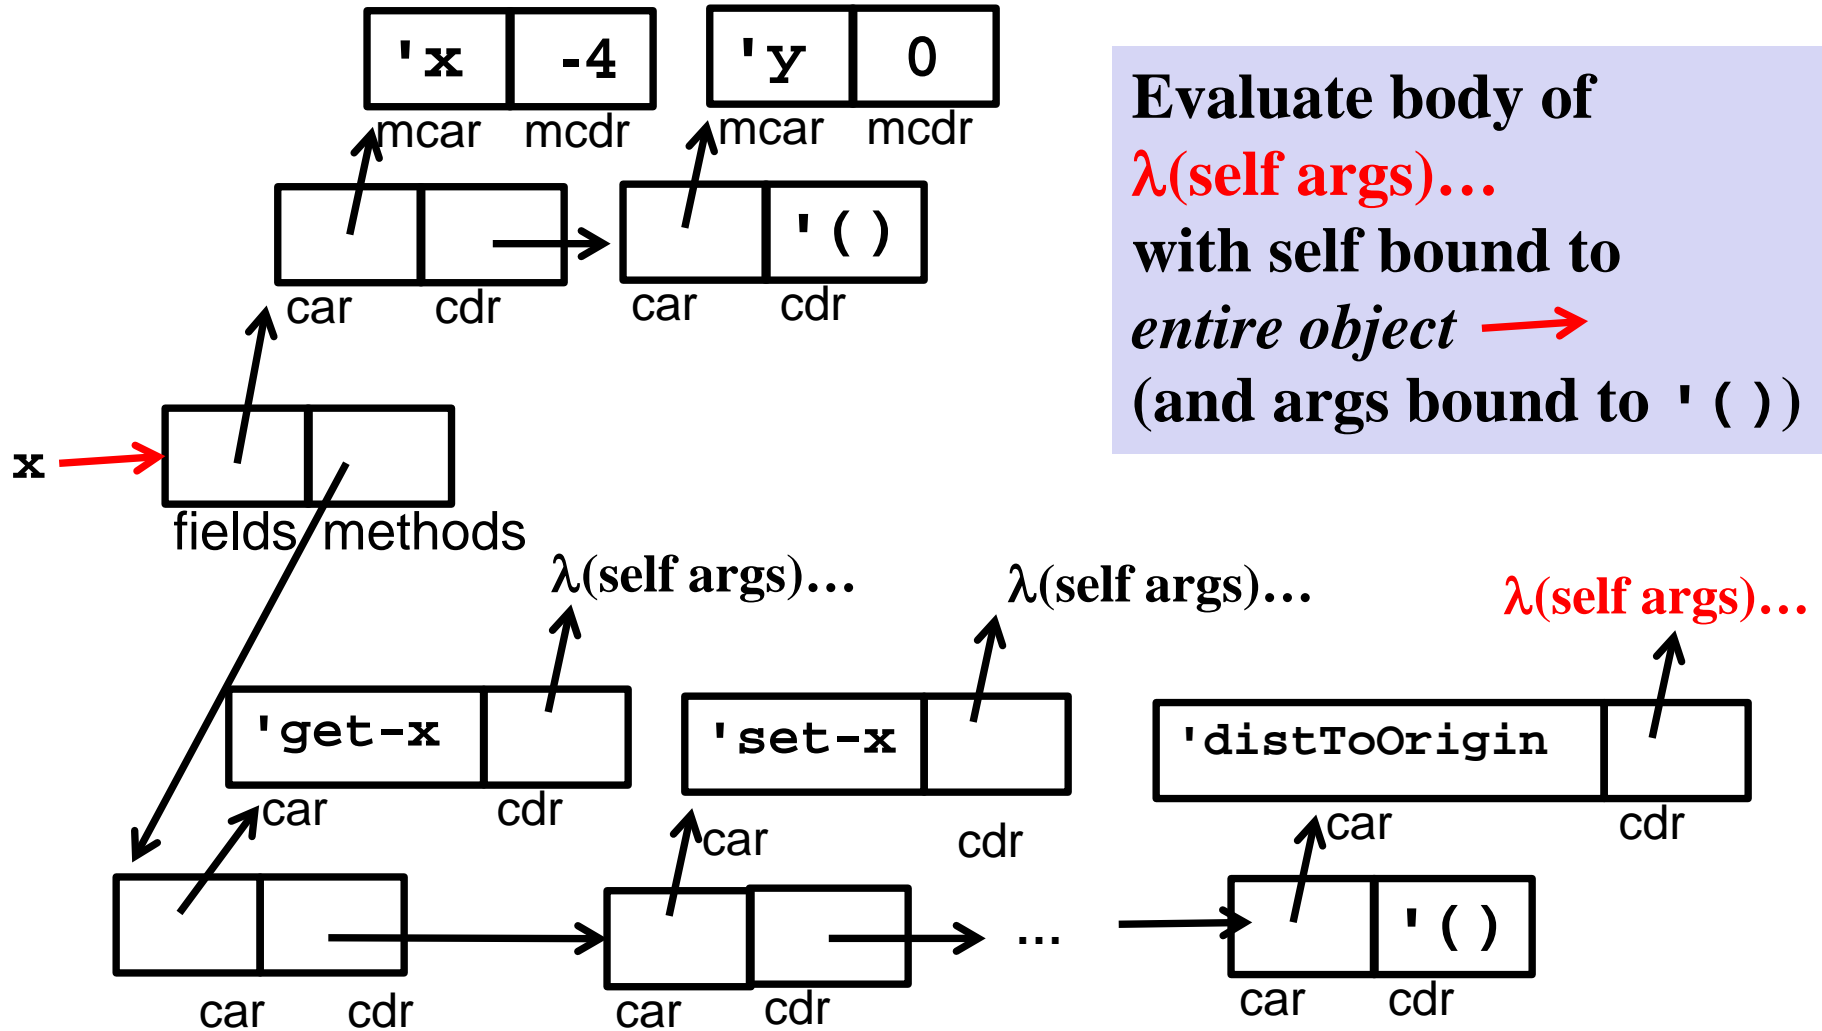 'x -4 'y 0
mcar mcdr mcar mcdr
'()
car cdr car cdr
x
fields methods
Evaluate body of
λ(self args)…
with self bound to
entire object
(and args bound to '())
λ(self args)… λ(self args)… λ(self args)…
'get-x 'set-x 'distToOrigin
car cdr car cdr car cdr
… '()
car cdr car cdr car cdr